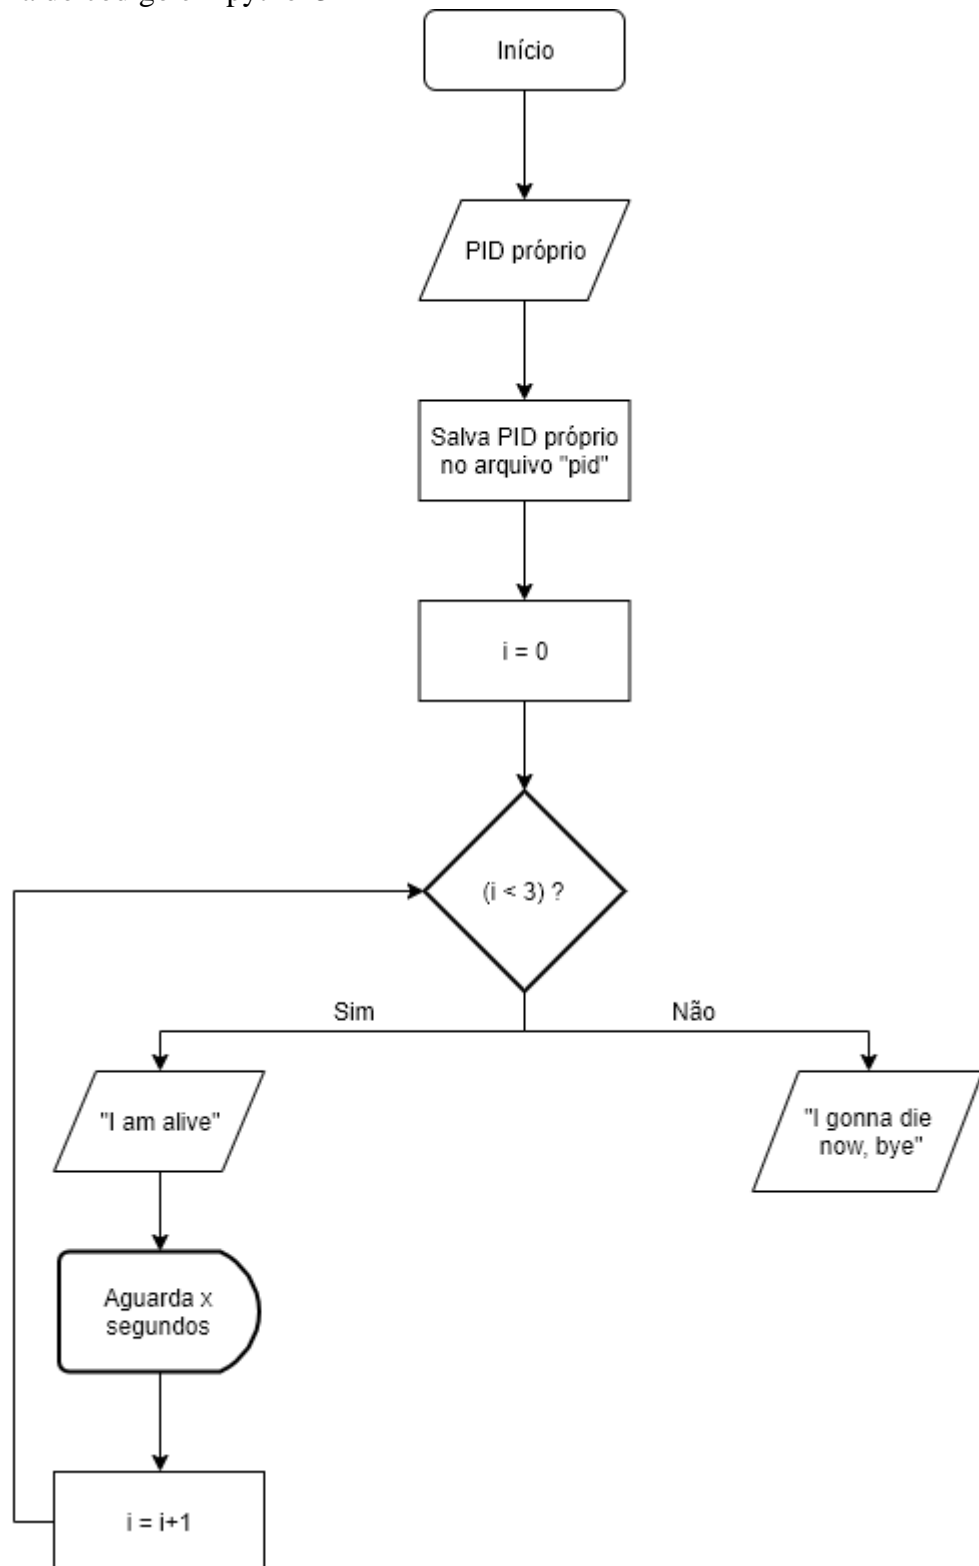 Início
PID próprio
Salva PID próprio
no arquivo "pid"
i = 0
(i < 3) ?
Sim
Não
"I am alive"
"I gonna die
now, bye"
Aguarda x
segundos
i = i+1